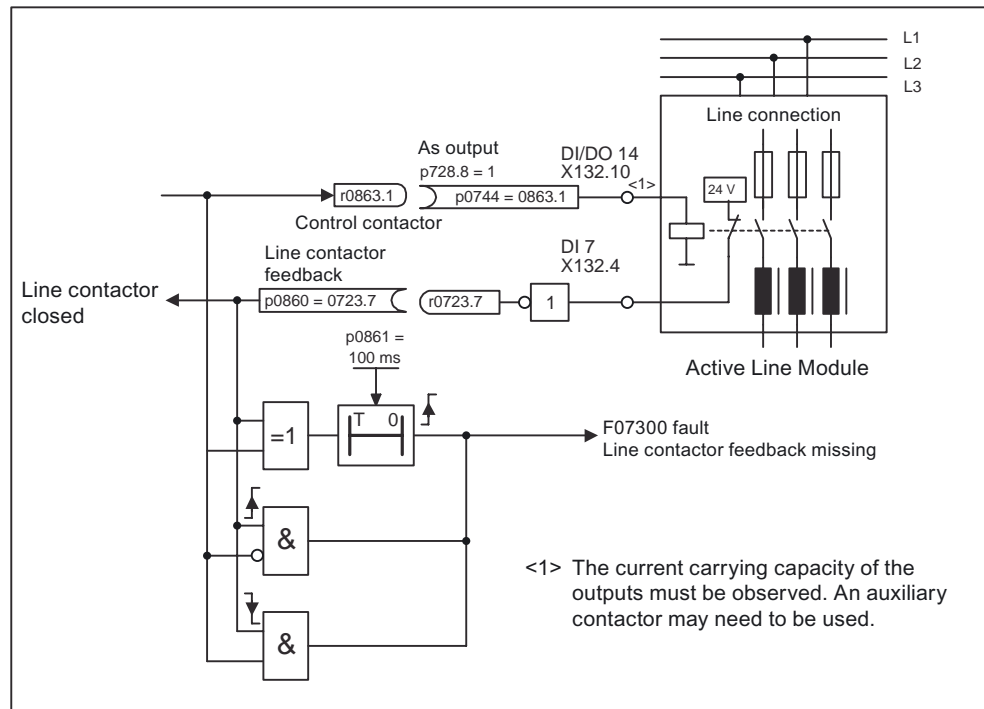 L1
L2
L3
Line connection
As output
p728.8 = 1
DI/DO 14
X132.10
<1>
24 V
r0863.1
p0744 = 0863.1
Control contactor
Line contactor
feedback
DI 7
X132.4
Line contactor
closed
p0860 = 0723.7
r0723.7
1
p0861 =
100 ms
Active Line Module
=1
T 0
F07300 fault
Line contactor feedback missing
&
&
<1> The current carrying capacity of the
outputs must be observed. An auxiliary
contactor may need to be used.